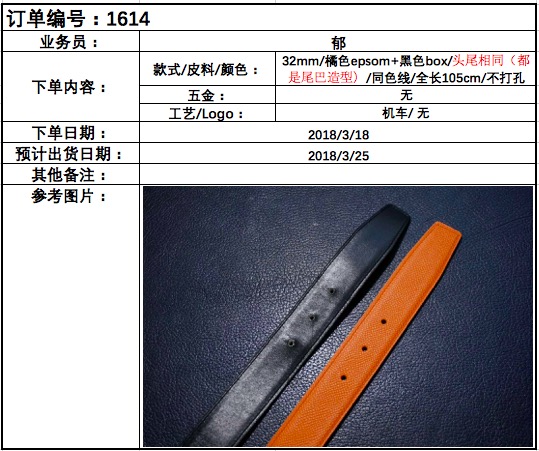 订单编号：1614
业务员：
郁
下单内容：
款式/皮料/颜色：
32mm/橘色epsom+黑色box/头尾相同（都
是尾巴造型）/同色线/全长105cm/不打孔
五金：
无
工艺/Logo：
机车/ 无
下单日期：
2018/3/18
预计出货日期：
2018/3/25
其他备注：
参考图片：